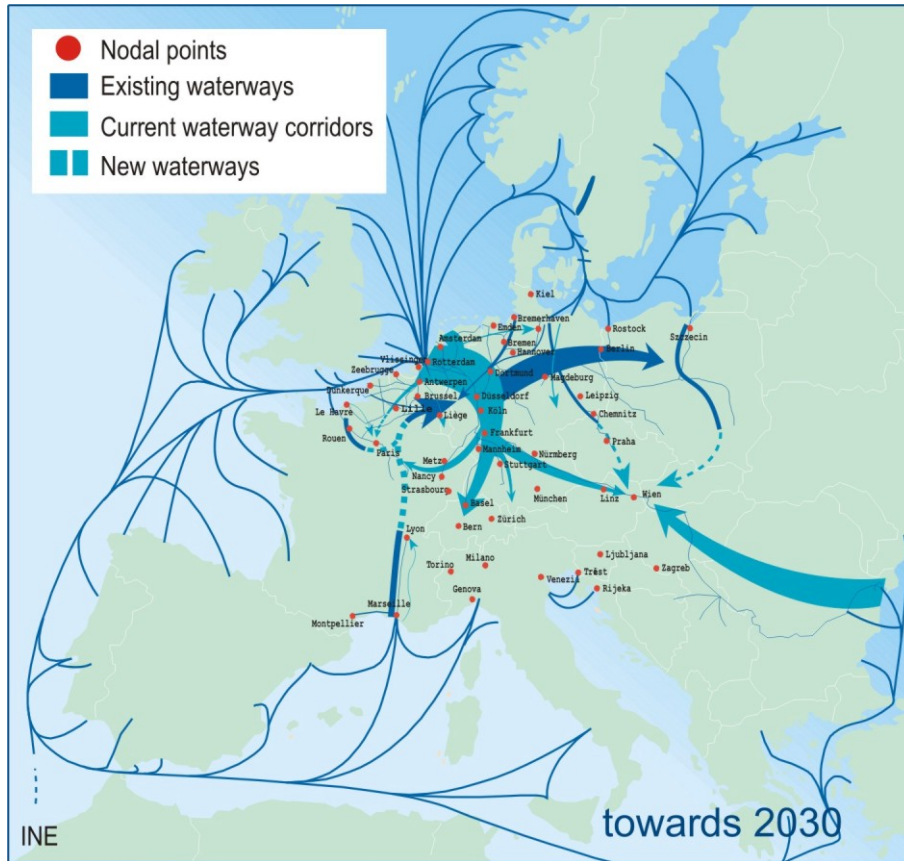 Nodal points
Existing waterways
Current waterway corridors
New waterways
Kiel
Bremerhaven
Emden
Rostock
Szczecin
Amsterdam
Bremen
Hannover
Berlin
Vlissingen
Rotterdam
Zeebrugge
Dortmund
Magdeburg
Dunkerque
Antwerpen
Brussel
Düsseldorf
Leipzig
Le Havre
Lille
Liège
Köln
Chemnitz
Rouen
Paris
Frankfurt
Praha
Mannheim
Nürmberg
Metz
Stuttgart
Nancy
Strasbourg
München
Linz
Wien
Basel
Bern
Zürich
Lyon
Ljubljana
Milano
Torino
Venezia
Trëst
Zagreb
Genova
Rijeka
Marseille
Montpellier
INE
towards 2030